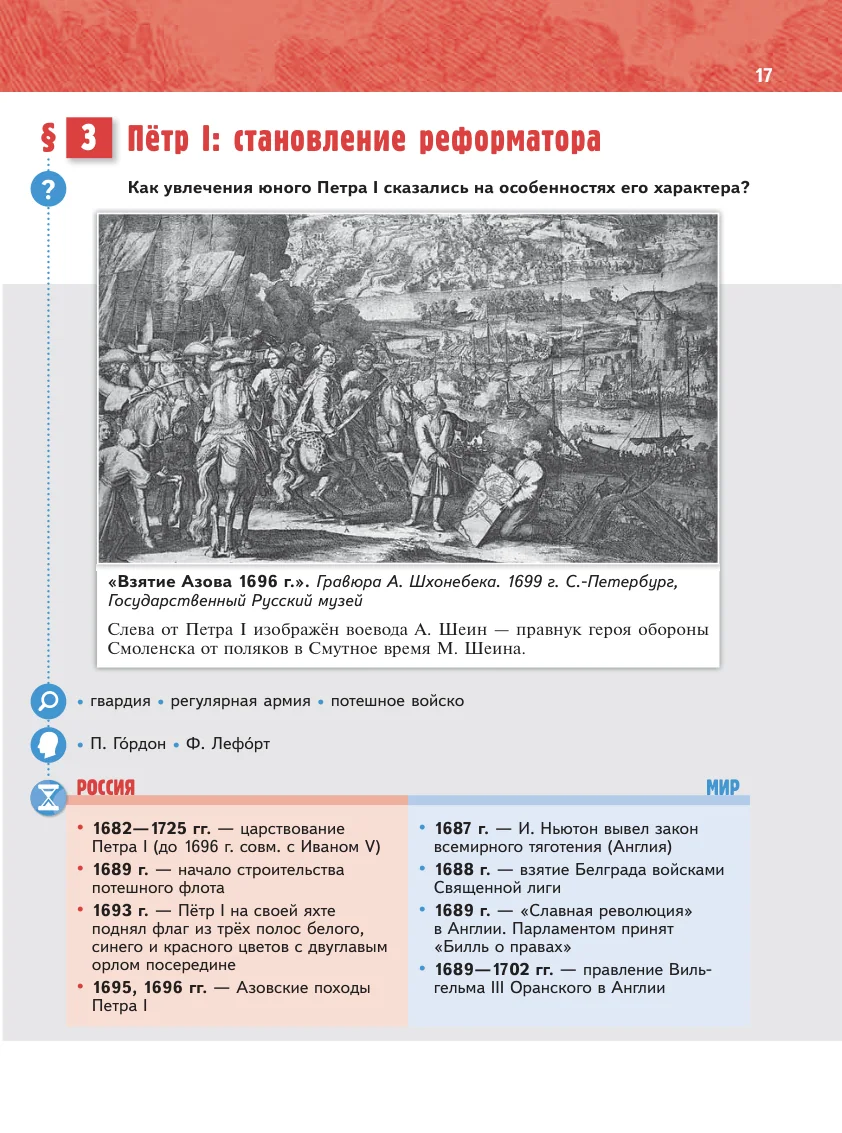 17
§ 3 Пётр I: становление реформатора
? Как увлечения юного Петра I сказались на особенностях его характера?
«Взятие Азова 1696 г.». Гравюра А. Шхонебека. 1699 г. С.-Петербург,
Государственный Русский музей
Слева от Петра I изображён воевода А. Шеин — правнук героя обороны
Смоленска от поляков в Смутное время М. Шеина.
• гвардия • регулярная армия • потешное войско
• П. Го́рдон • Ф. Лефо́рт
РОССИЯ
• 1682—1725 гг. — царствование
Петра I (до 1696 г. совм. с Иваном V)
• 1689 г. — начало строительства
потешного флота
• 1693 г. — Пётр I на своей яхте
поднял флаг из трёх полос белого,
синего и красного цветов с двуглавым
орлом посередине
• 1695, 1696 гг. — Азовские походы
Петра I
МИР
• 1687 г. — И. Ньютон вывел закон
всемирного тяготения (Англия)
• 1688 г. — взятие Белграда войсками
Священной лиги
• 1689 г. — «Славная революция»
в Англии. Парламентом принят
«Билль о правах»
• 1689—1702 гг. — правление Виль-
гельма III Оранского в Англии